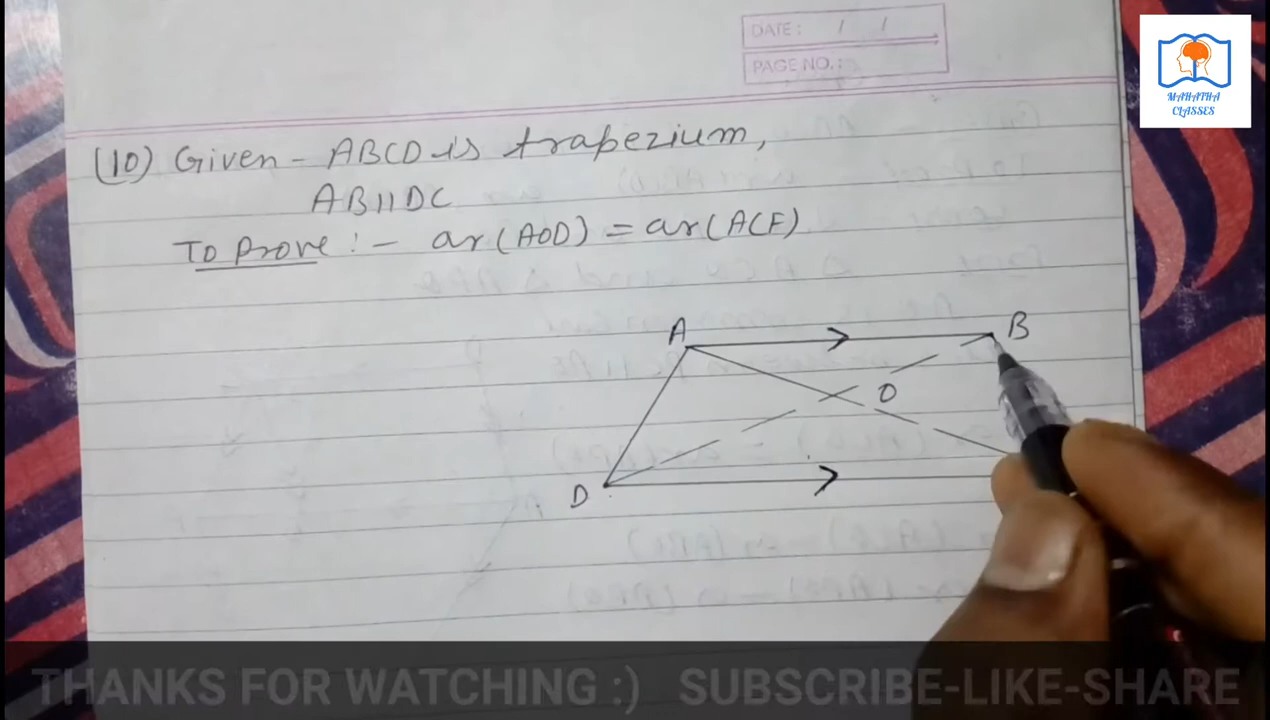 DATE: / /
PAGE NO.:
MAHATHA
CLASSES
(10) Given - ABCD is trapezium,
AB || DC
To prove :- ar (AOD) = ar (ACF)
A
B
O
D
THANKS FOR WATCHING :) SUBSCRIBE-LIKE-SHARE